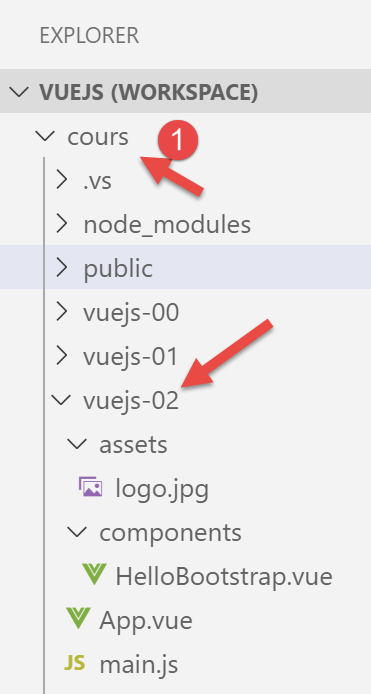 EXPLORER
VUEJS (WORKSPACE)
cours 1
.vs
node_modules
public
vuejs-00
vuejs-01
vuejs-02
assets
logo.jpg
components
HelloBootstrap.vue
App.vue
JS main.js